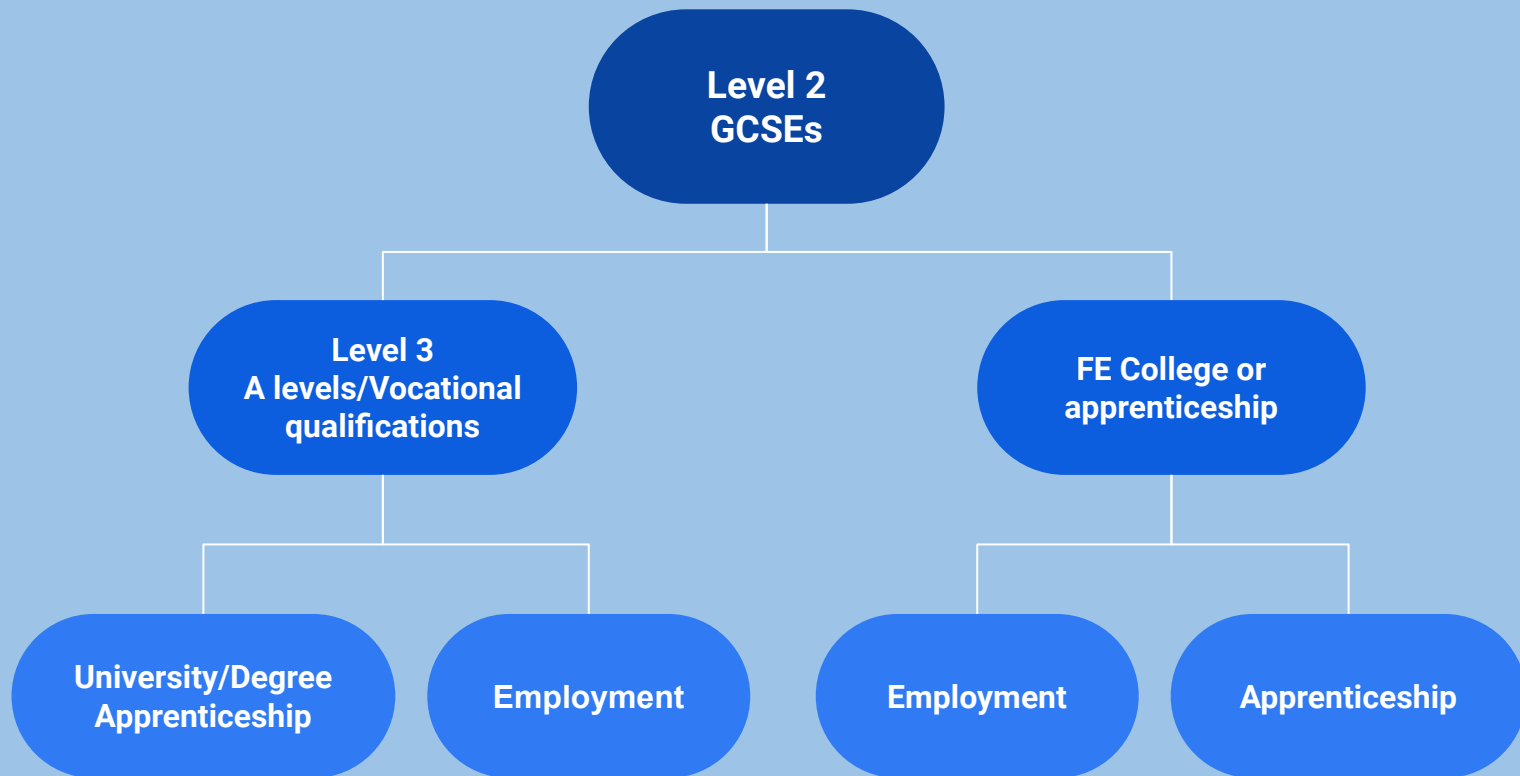 Level 2
GCSEs
Level 3
A levels/Vocational
qualifications
FE College or
apprenticeship
University/Degree
Apprenticeship
Employment
Employment
Apprenticeship